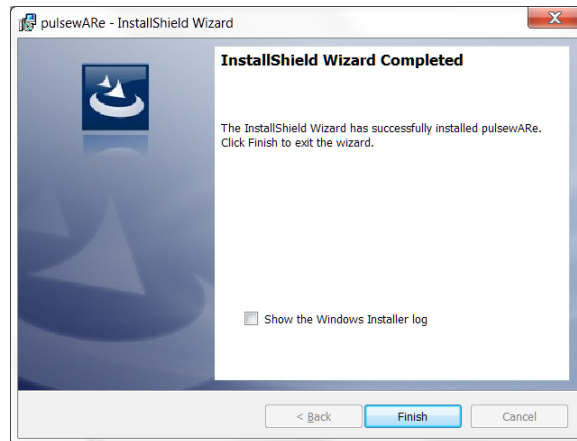 pulsewARe - InstallShield Wizard
InstallShield Wizard Completed
The InstallShield Wizard has successfully installed pulsewARe.
Click Finish to exit the wizard.
Show the Windows Installer log
< Back
Finish
Cancel